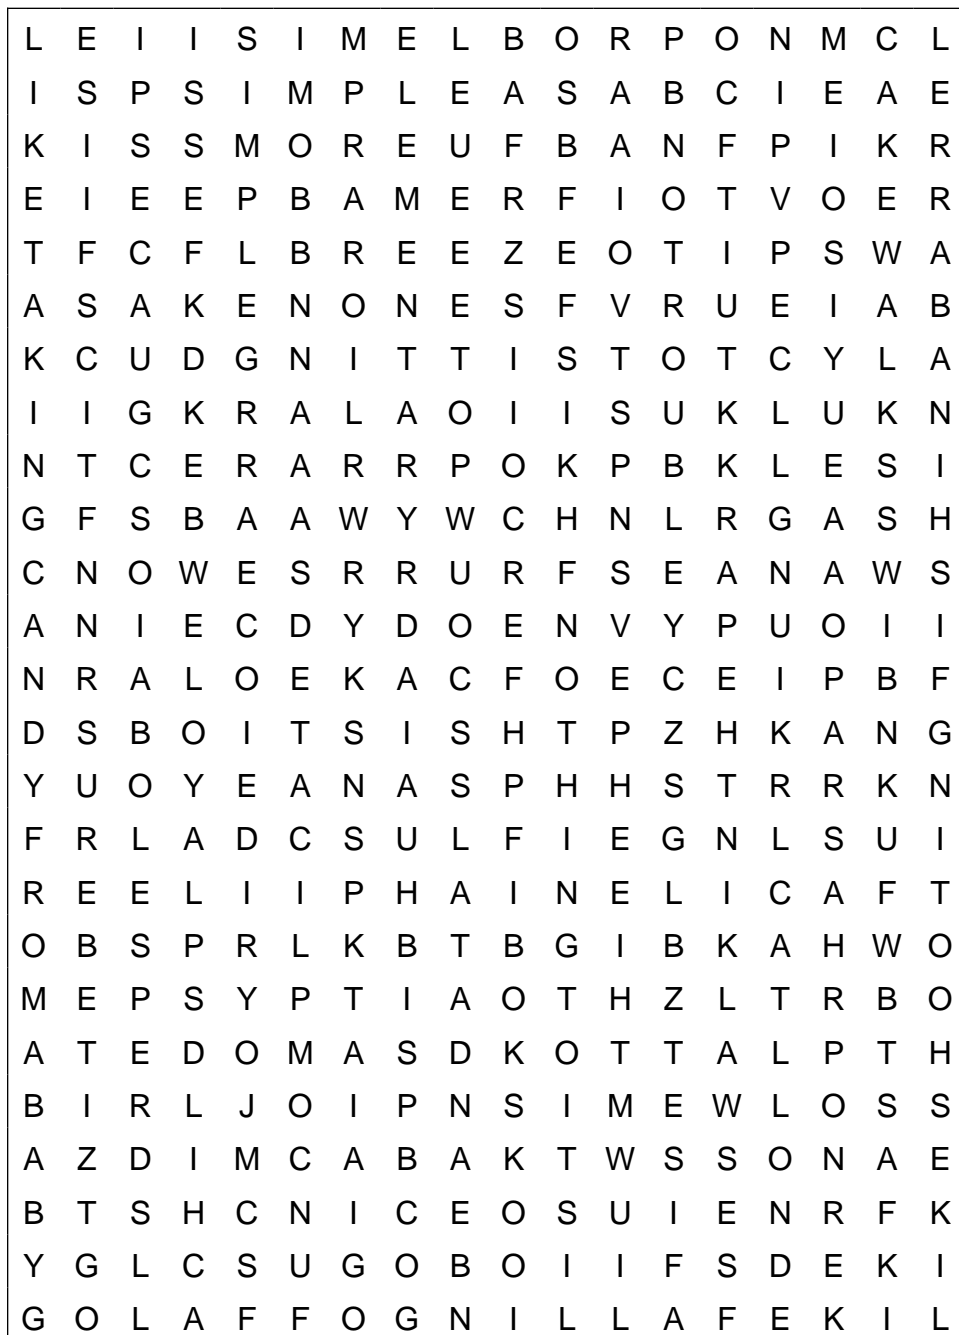 L E I I S I M E L B O R P O N M C L
I S P S I M P L E A S A B C I E A E
K I S S M O R E U F B A N F P I K R
E I E E P B A M E R F I O T V O E R
T F C F L B R E E Z E O T I P S W A
A S A K E N O N E S F V R U E I A B
K C U D G N I T T I S T O T C Y L A
I I G K R A L A O I I S U K L U K N
N T C E R A R R P O K P B K L E S I
G F S B A A W Y W C H N L R G A S H
C N O W E S R R U R F S E A N A W S
A N I E C D Y D O E N V Y P U O I I
N R A L O E K A C F O E C E I P B F
D S B O I T S I S H T P Z H K A N G
Y U O Y E A N A S P H H S T R R K N
F R L A D C S U L F I E G N L S U I
R E E L I I P H A I N E L I C A F T
O B S P R L K B T B G I B K A H W O
M E P S Y P T I A O T H Z L T R B O
A T E D O M A S D K O T T A L P T H
B I R L J O I P N S I M E W L O S S
A Z D I M C A B A K T W S S O N A E
B T S H C N I C E O S U I E N R F K
Y G L C S U G O B O I I F S D E K I
G O L A F F O G N I L L A F E K I L